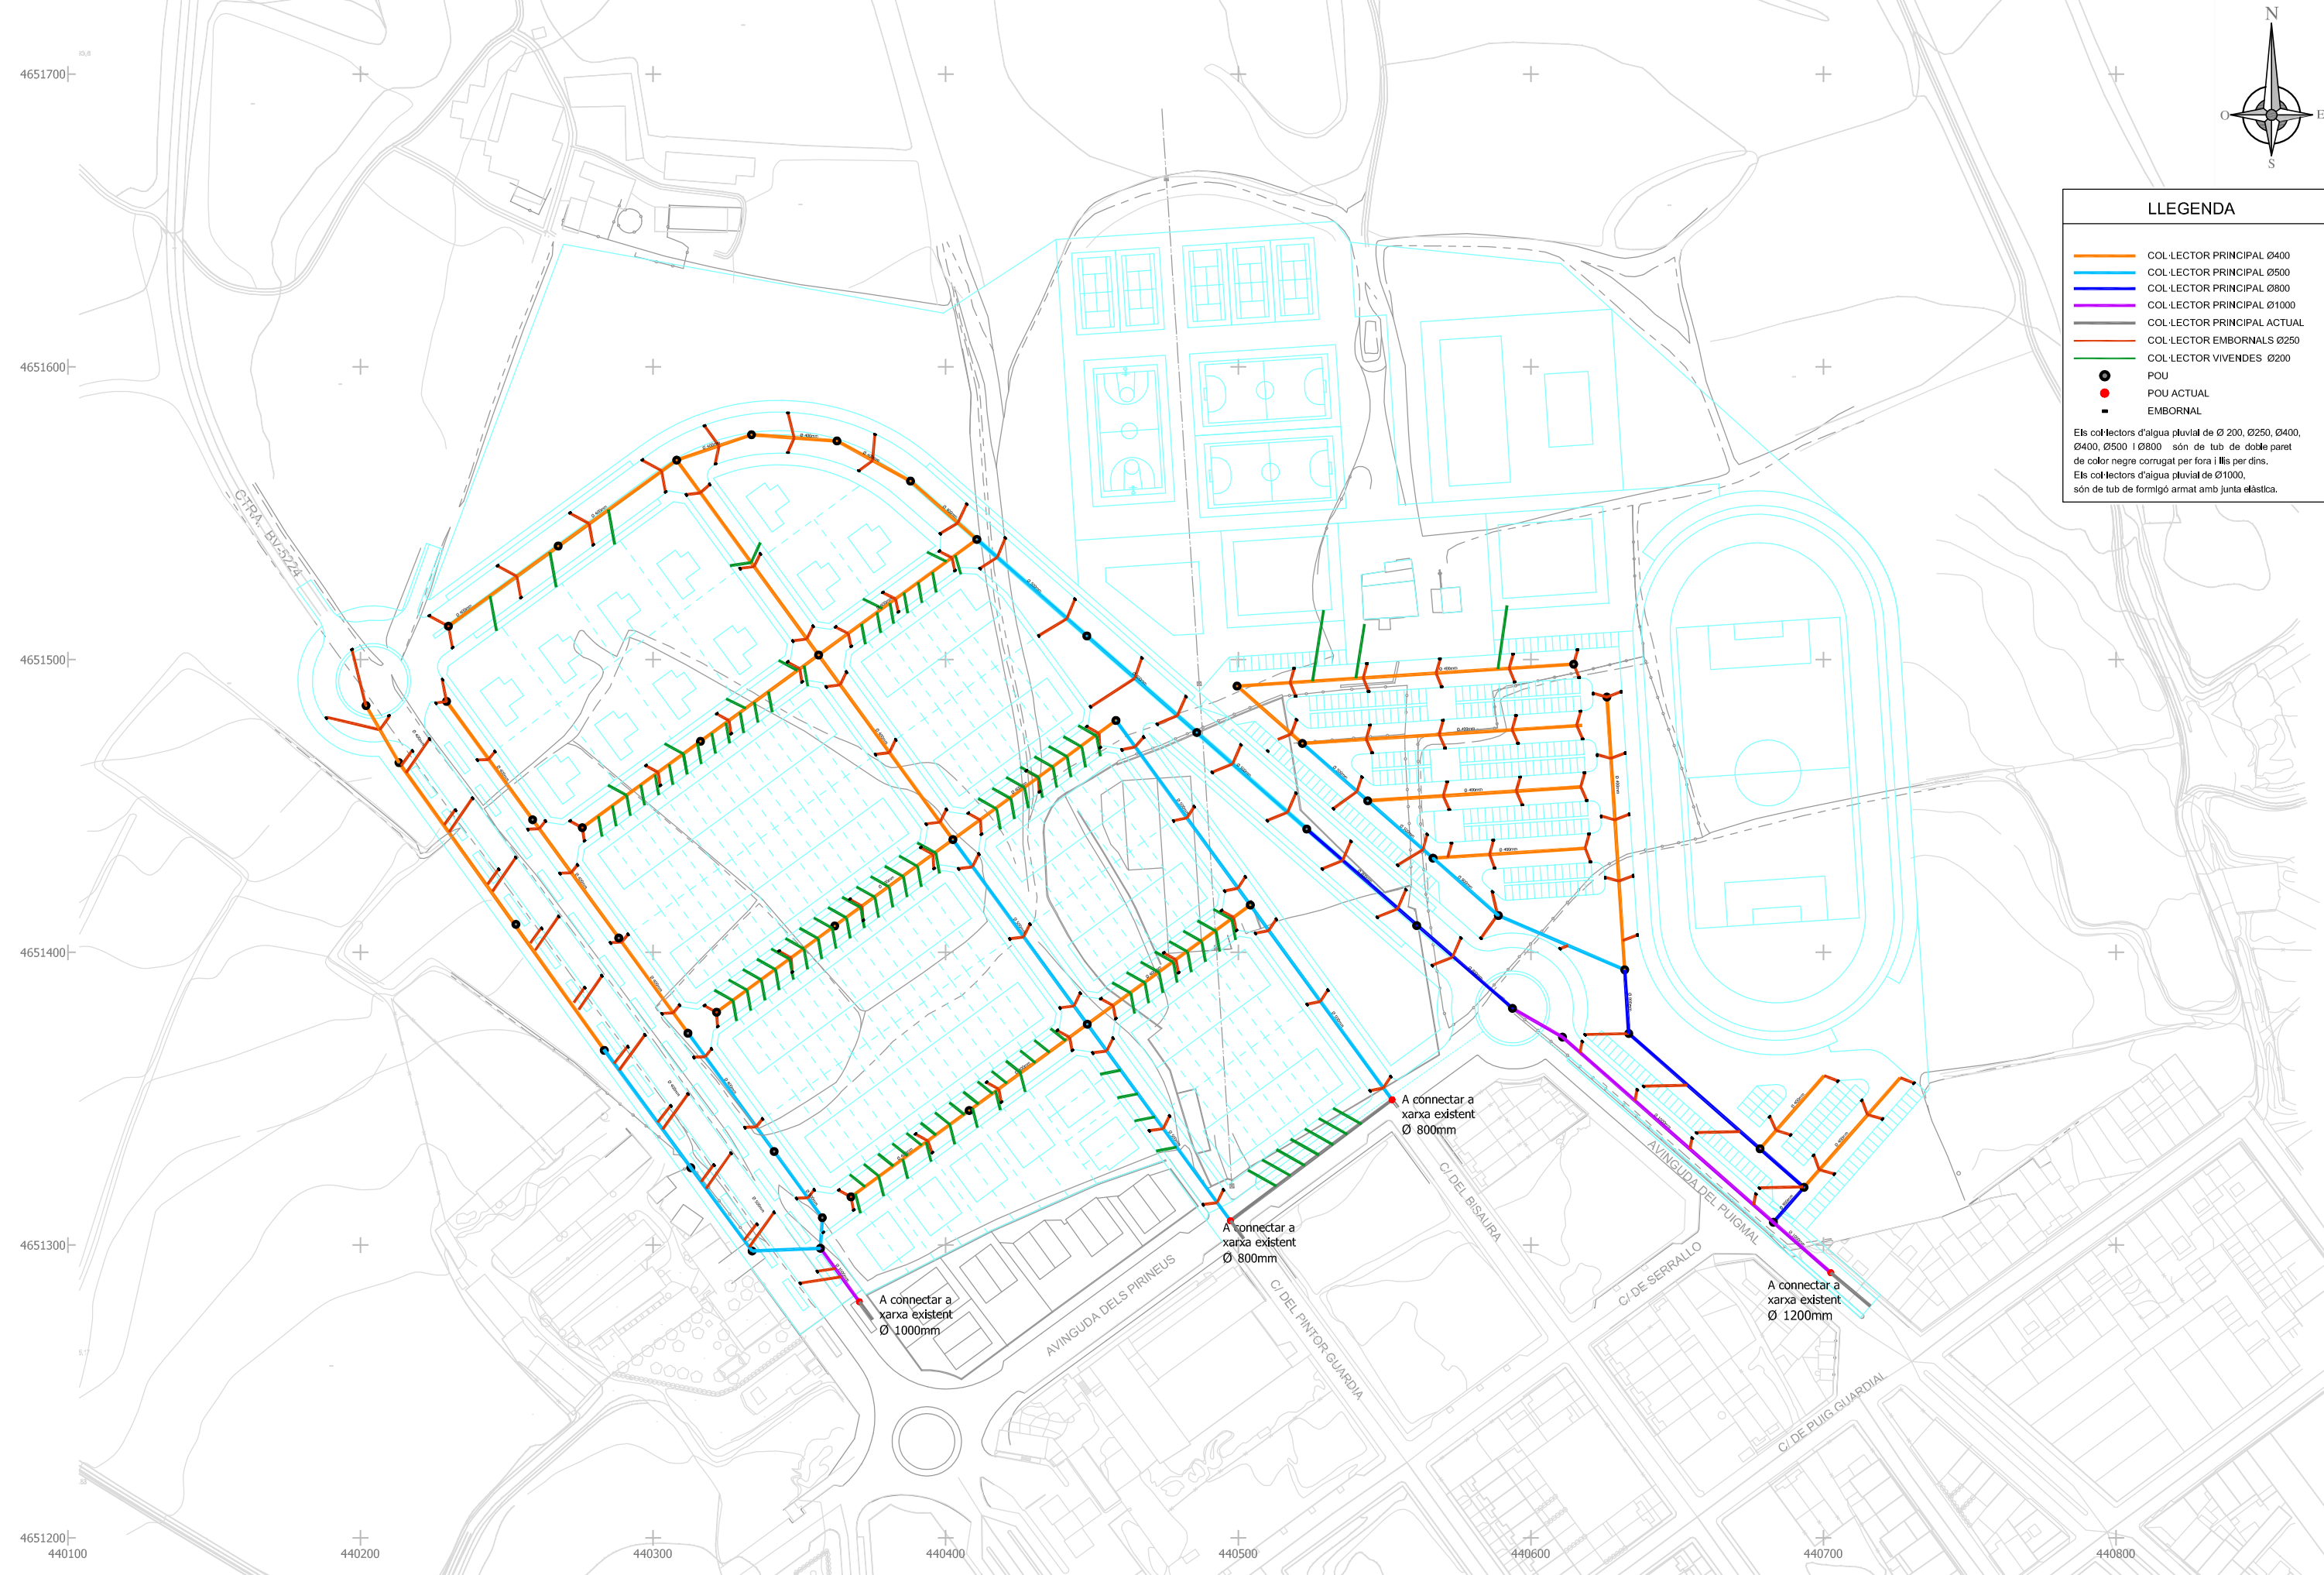 N
O
E
S
LLEGENDA
COL·LECTOR PRINCIPAL Ø400
COL·LECTOR PRINCIPAL Ø500
COL·LECTOR PRINCIPAL Ø800
COL·LECTOR PRINCIPAL Ø1000
COL·LECTOR PRINCIPAL ACTUAL
COL·LECTOR EMBORNALS Ø250
COL·LECTOR VIVENDES Ø200
POU
POU ACTUAL
EMBORNAL
Els col·lectors d'aigua pluvial de Ø 200, Ø250, Ø400,
Ø400, Ø500 i Ø800 són de tub de doble paret
de color negre corrugat per fora i llis per dins.
Els col·lectors d'aigua pluvial de Ø1000,
són de tub de formigó armat amb junta elàstica.
4651700
4651600
4651500
4651400
4651300
4651200
CTRA. BV-5224
A connectar a
xarxa existent
Ø 800mm
A connectar a
xarxa existent
Ø 800mm
A connectar a
xarxa existent
Ø 1000mm
A connectar a
xarxa existent
Ø 1200mm
C/ DEL BISAURA
AVINGUDA DEL PUIGMAL
C/ DE SERRALLO
AVINGUDA DELS PIRINEUS
C/ DEL PINTOR GUARDIA
C/ DE PUIG GUARDIAL
440100
440200
440300
440400
440500
440600
440700
440800